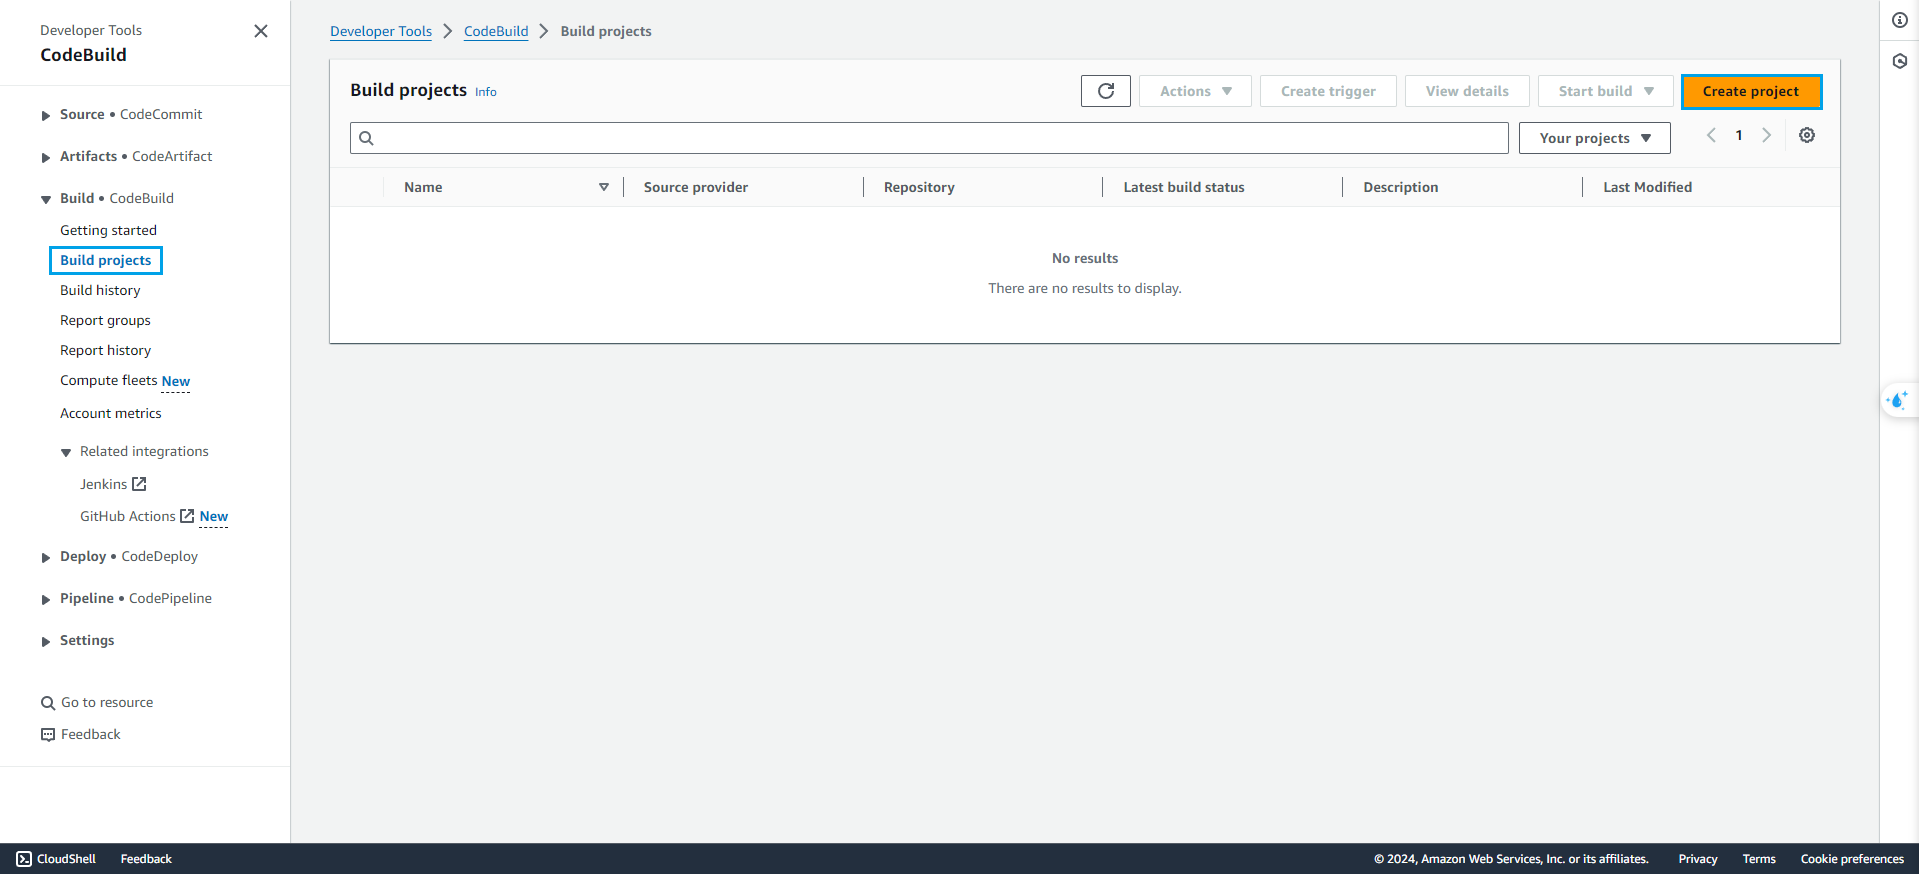 Developer Tools
CodeBuild
Source • CodeCommit
Artifacts • CodeArtifact
Build • CodeBuild
Getting started
Build projects
Build history
Report groups
Report history
Compute fleets New
Account metrics
Related integrations
Jenkins
GitHub Actions New
Deploy • CodeDeploy
Pipeline • CodePipeline
Settings
Go to resource
Feedback
Developer Tools CodeBuild Build projects
Build projects Info
Actions Create trigger View details Start build Create project
Your projects 1
Name Source provider Repository Latest build status Description Last Modified
No results
There are no results to display.
CloudShell Feedback © 2024, Amazon Web Services, Inc. or its affiliates. Privacy Terms Cookie preferences